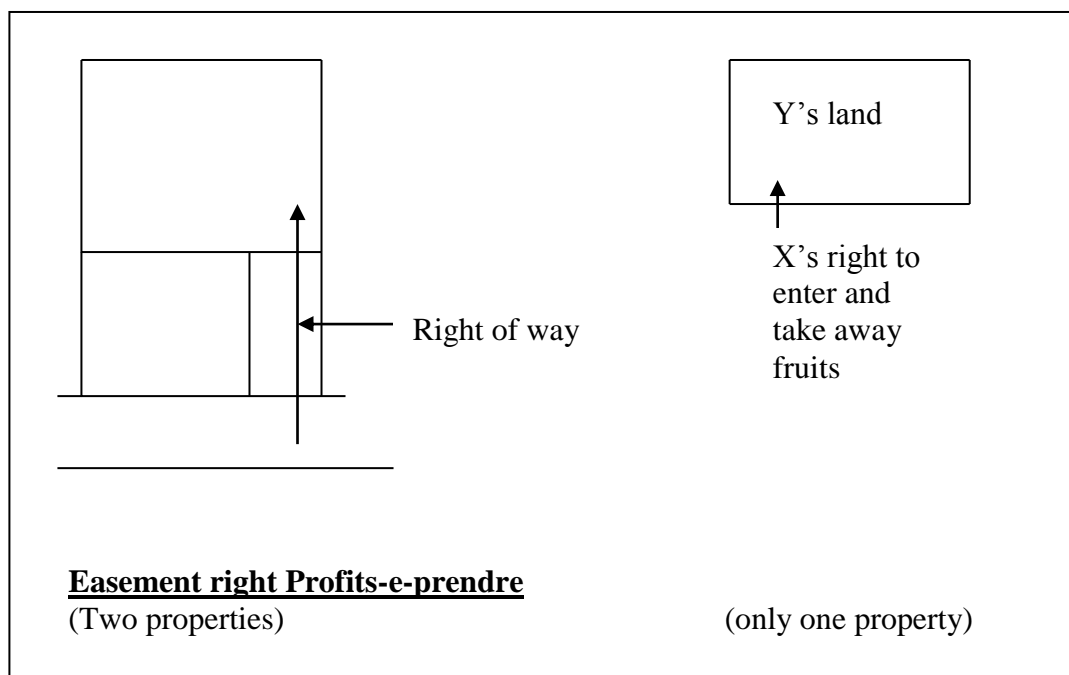 Y’s land
X’s right to
enter and
take away
fruits
Right of way
Easement right Profits-e-prendre
(Two properties)
(only one property)